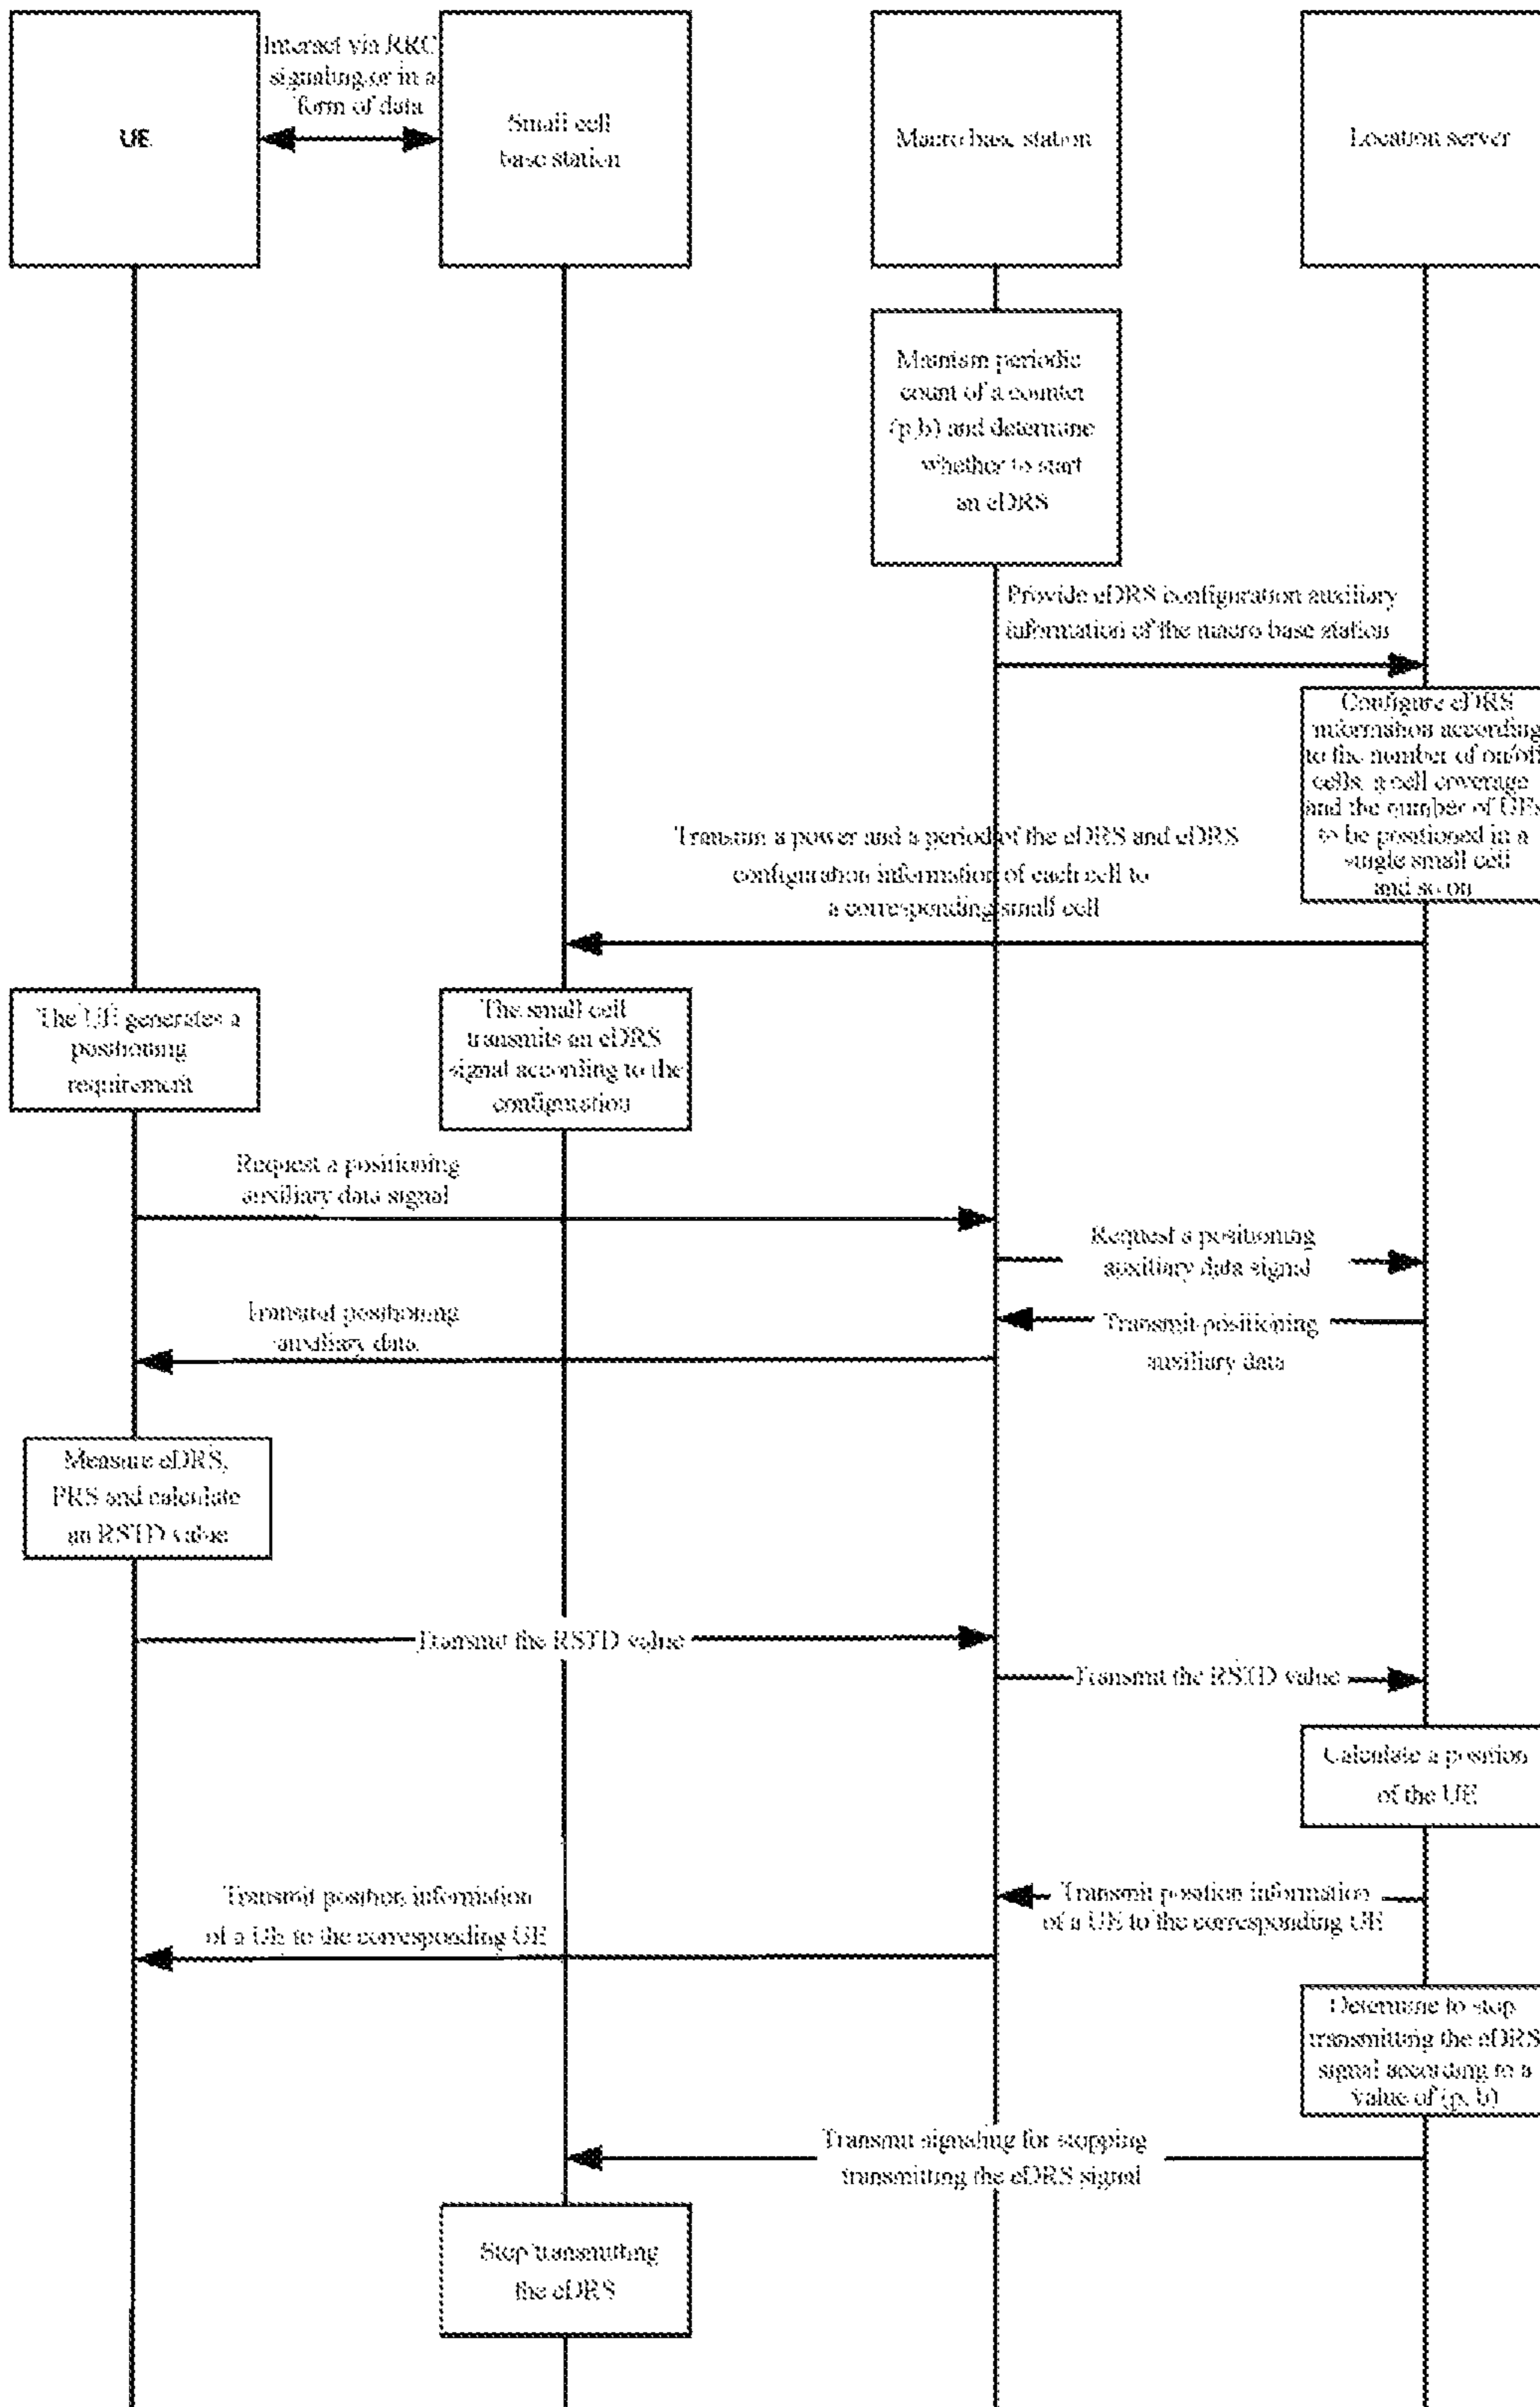 UE
Interact via RRC
signaling or in a
form of data
Small cell
base station
Macro base station
Location server
Maintain periodic
count of a counter
(p,b) and determine
whether to start
an eDRS
Provide eDRS configuration auxiliary
information of the macro base station
Configure eDRS
information according
to the number of on/off
cells, a cell coverage
and the number of UEs
to be positioned in a
single small cell
and so on
Transmit a power and a period of the eDRS and eDRS
configuration information of each cell to
a corresponding small cell
The UE generates a
positioning
requirement
The small cell
transmits an eDRS
signal according to the
configuration
Request a positioning
auxiliary data signal
Request a positioning
auxiliary data signal
Transmit positioning
auxiliary data
Transmit positioning
auxiliary data
Measure eDRS,
PRS and calculate
an RSTD value
Transmit the RSTD value
Transmit the RSTD value
Calculate a position
of the UE
Transmit position information
of a UE to the corresponding UE
Transmit position information
of a UE to the corresponding UE
Determine to stop
transmitting the eDRS
signal according to a
value of (p, b)
Transmit signaling for stopping
transmitting the eDRS signal
Stop transmitting
the eDRS